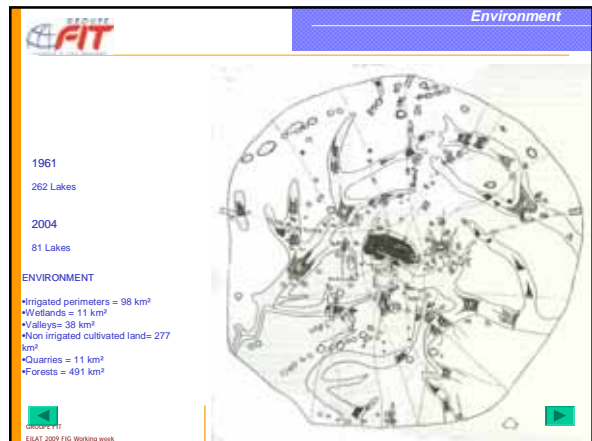 Environment
GROUPE
FIT
1961
262 Lakes
2004
81 Lakes
ENVIRONMENT
•Irrigated perimeters = 98 km²
•Wetlands = 11 km²
•Valleys= 38 km²
•Non irrigated cultivated land= 277
km²
•Quarries = 11 km²
•Forests = 491 km²
GROUPE FIT
EILAT 2009 FIG Working week